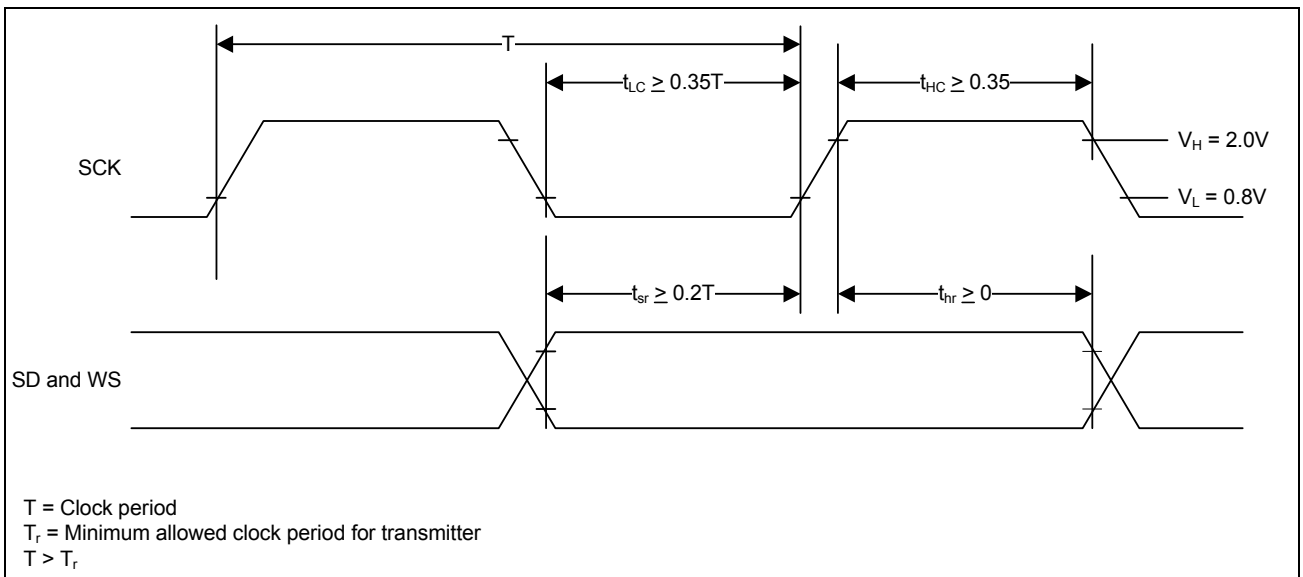 T
t_LC ≥ 0.35T
t_HC ≥ 0.35
SCK
V_H = 2.0V
V_L = 0.8V
t_sr ≥ 0.2T
t_hr ≥ 0
SD and WS
T = Clock period
T_r = Minimum allowed clock period for transmitter
T > T_r